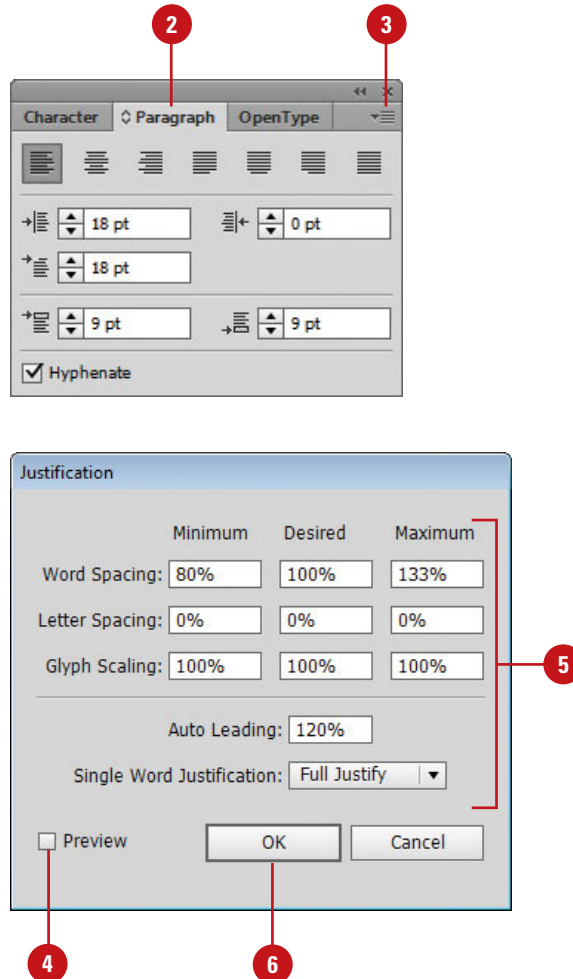 2 3
Character Paragraph OpenType
18 pt 0 pt
18 pt
9 pt 9 pt
Hyphenate
Justification
Minimum Desired Maximum
Word Spacing: 80% 100% 133%
Letter Spacing: 0% 0% 0%
Glyph Scaling: 100% 100% 100%
5
Auto Leading: 120%
Single Word Justification: Full Justify
Preview OK Cancel
4 6